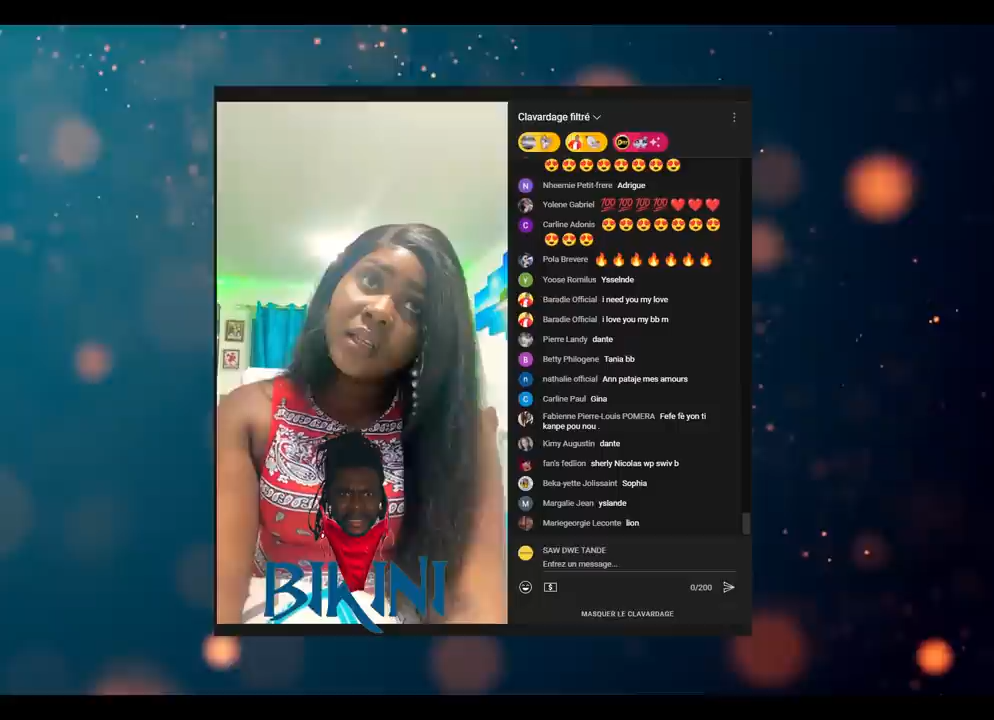 Clavardage filtré
Nheemie Petit-frere Adrigue
Yolene Gabriel 💯💯💯💯❤️❤️❤️
Carline Adonis 😍😍😍😍😍😍😍
😍😍😍
Pola Brevere 🔥🔥🔥🔥🔥🔥🔥
Yoose Romilus Ysselnde
Baradie Official i need you my love
Baradie Official i love you my bb m
Pierre Landy dante
Betty Philogene Tania bb
nathalie official Ann pataje mes amours
Carline Paul Gina
Fabienne Pierre-Louis POMERA Fefe fè yon ti
kanpe pou nou .
Kimy Augustin dante
fan's fedlion sherly Nicolas wp swiv b
Beka-yette Jolissaint Sophia
Margalie Jean yslande
Mariegeorgie Leconte lion
SAW DWE TANDE
Entrez un message...
0/200
MASQUER LE CLAVARDAGE
BIKINI